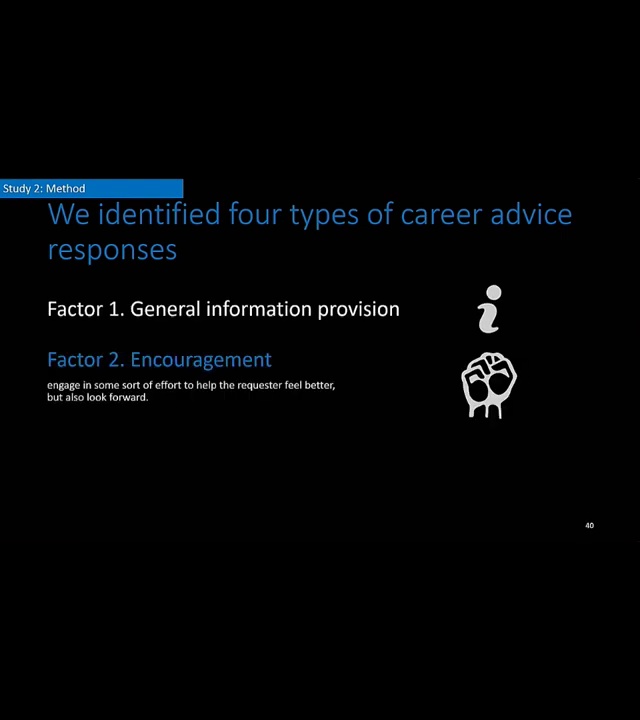 Study 2: Method
We identified four types of career advice
responses
Factor 1. General information provision
Factor 2. Encouragement
engage in some sort of effort to help the requester feel better,
but also look forward.
40